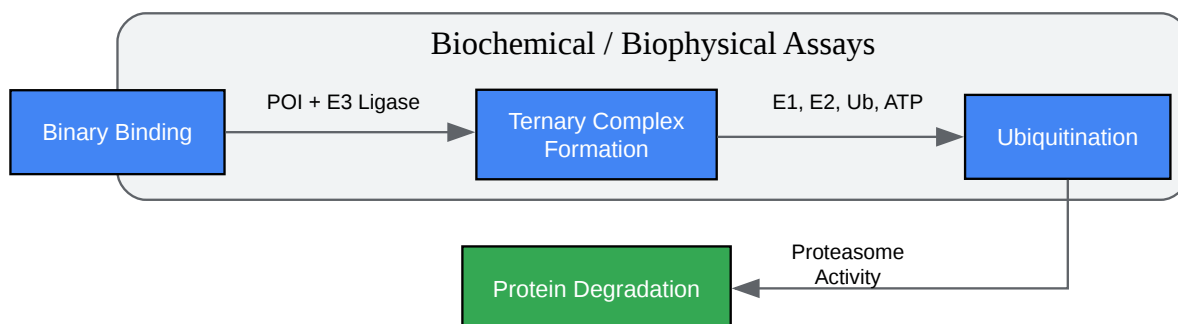 Biochemical / Biophysical Assays
Binary Binding
POI + E3 Ligase
Ternary Complex
Formation
E1, E2, Ub, ATP
Ubiquitination
Proteasome
Activity
Protein Degradation